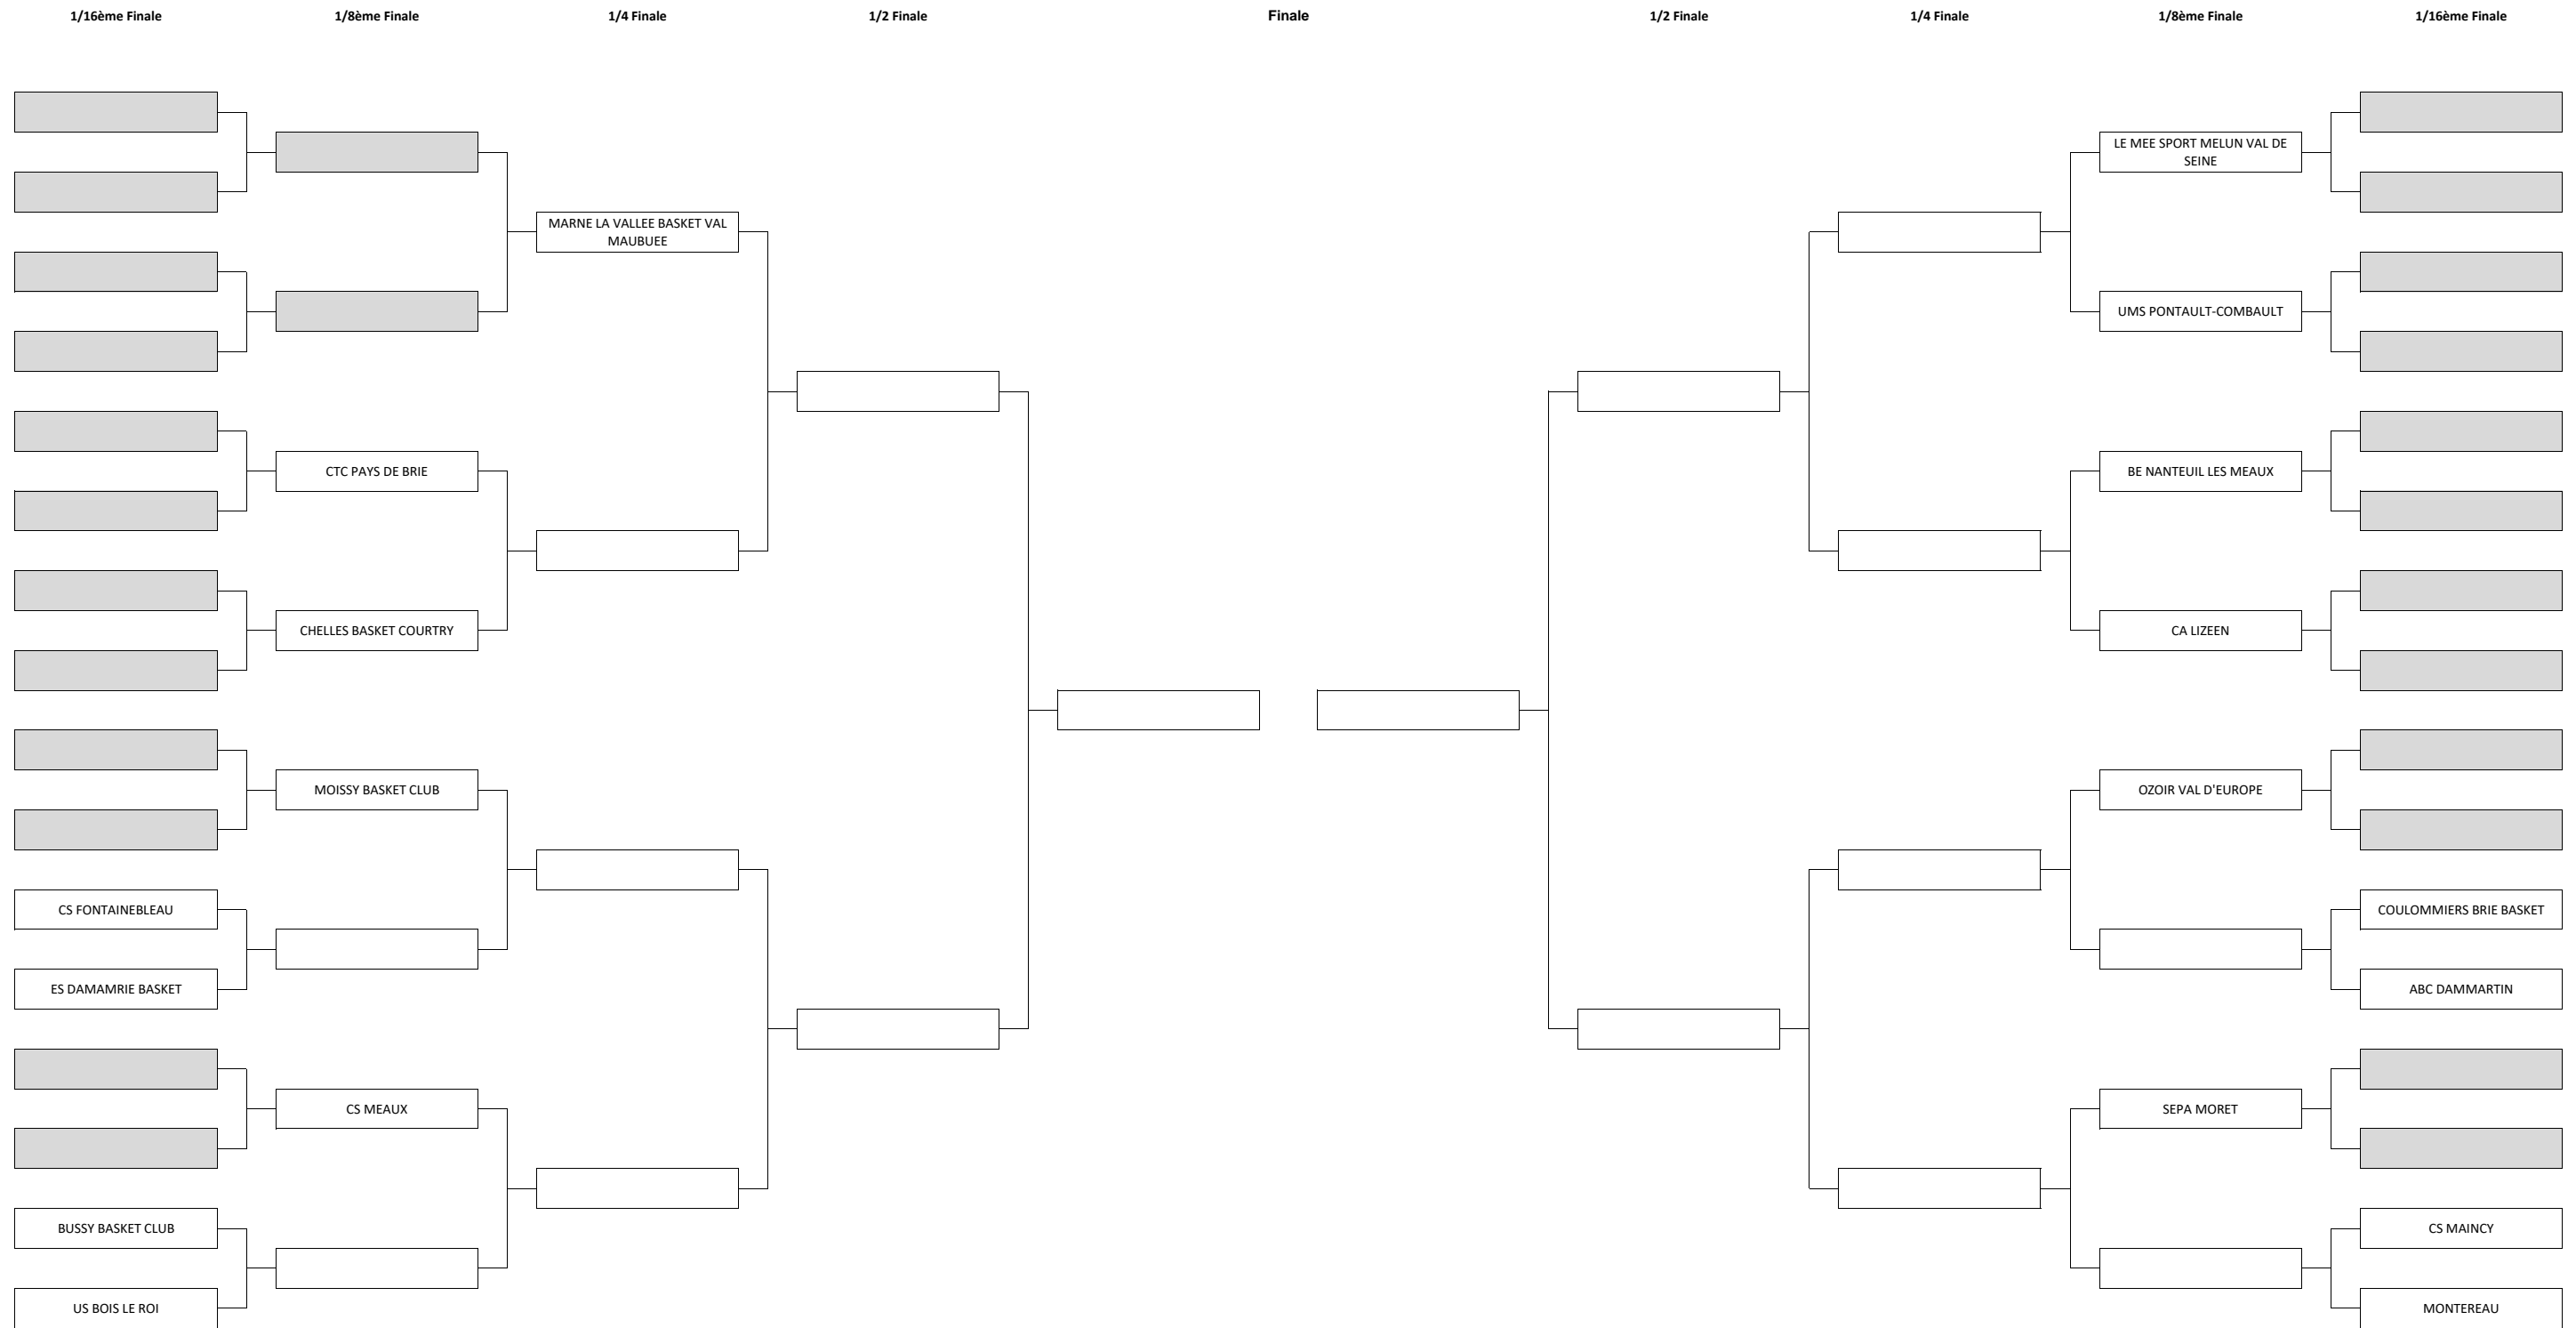 1/16ème Finale
1/8ème Finale
1/4 Finale
1/2 Finale
Finale
1/2 Finale
1/4 Finale
1/8ème Finale
1/16ème Finale
LE MEE SPORT MELUN VAL DE
SEINE
MARNE LA VALLEE BASKET VAL
MAUBUEE
UMS PONTAULT-COMBAULT
CTC PAYS DE BRIE
BE NANTEUIL LES MEAUX
CHELLES BASKET COURTRY
CA LIZEEN
MOISSY BASKET CLUB
OZOIR VAL D'EUROPE
CS FONTAINEBLEAU
COULOMMIERS BRIE BASKET
ES DAMAMRIE BASKET
ABC DAMMARTIN
CS MEAUX
SEPA MORET
BUSSY BASKET CLUB
CS MAINCY
US BOIS LE ROI
MONTEREAU